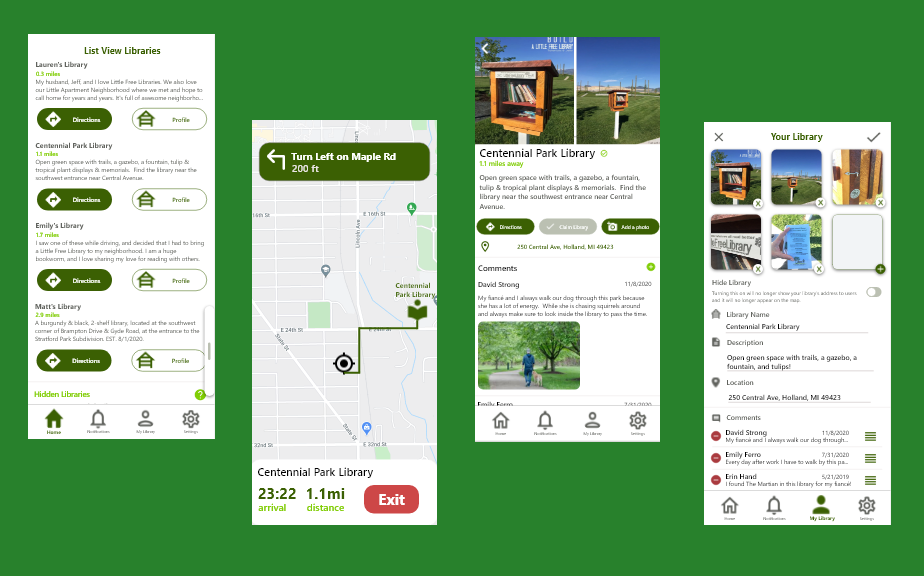 List View Libraries
Lauren's Library
0.3 miles
My husband, Jeff, and I love Little Free Libraries. We also love
our Little Apartment Neighborhood where we met and hope to
call home for years and years. It's full of awesome neighborho...
Directions
Profile
Centennial Park Library
1.1 miles
Open green space with trails, a gazebo, a fountain, tulip &
tropical plant displays & memorials. Find the library near the
southwest entrance near Central Avenue.
Directions
Profile
Emily's Library
1.7 miles
I saw one of these while driving, and decided that I had to bring
a Little Free Library to my neighborhood. I am a huge
bookworm, and I love sharing my love for reading with others.
Directions
Profile
Matt's Library
2.9 miles
A burgundy & black, 2-shelf library, located at the southwest
corner of Brampton Drive & Gyde Road, at the entrance to the
Stratford Park Subdivision. EST. 8/1/2020.
Directions
Profile
Hidden Libraries
?
Home
Notifications
My Library
Settings
Turn Left on Maple Rd
200 ft
16th St
E 16th St
Lincoln Ave
Centennial
Park Library
E 24th St
E 24th St
State St
State St
32nd St
E 32nd St
Centennial Park Library
23:22
arrival
1.1mi
distance
Exit
BUILD
A LITTLE FREE LIBRARY
Centennial Park Library
1.1 miles away
Open green space with trails, a gazebo, a fountain,
tulip & tropical plant displays & memorials. Find the
library near the southwest entrance near Central
Avenue.
Directions
Claim Library
Add a photo
250 Central Ave, Holland, MI 49423
Comments
David Strong
11/8/2020
My fiancé and I always walk our dog through this park because
she has a lot of energy. While she is chasing squirrels around
and always make sure to look inside the library to pass the time.
Emily Ferro
7/31/2020
Home
Notifications
My Library
Settings
Your Library
X
X
X
X
X
Hide Library
Turning this on will no longer show your library's address to users
and it will no longer appear on the map.
Library Name
Centennial Park Library
Description
Open green space with trails, a gazebo, a
fountain, and tulips!
Location
250 Central Ave, Holland, MI 49423
Comments
David Strong
11/8/2020
My fiancé and I always walk our dog through...
Emily Ferro
7/31/2020
Every day after work I have to walk by this pa...
Erin Hand
5/21/2019
I found The Martian in this library for my fiancé!
Home
Notifications
My Library
Settings